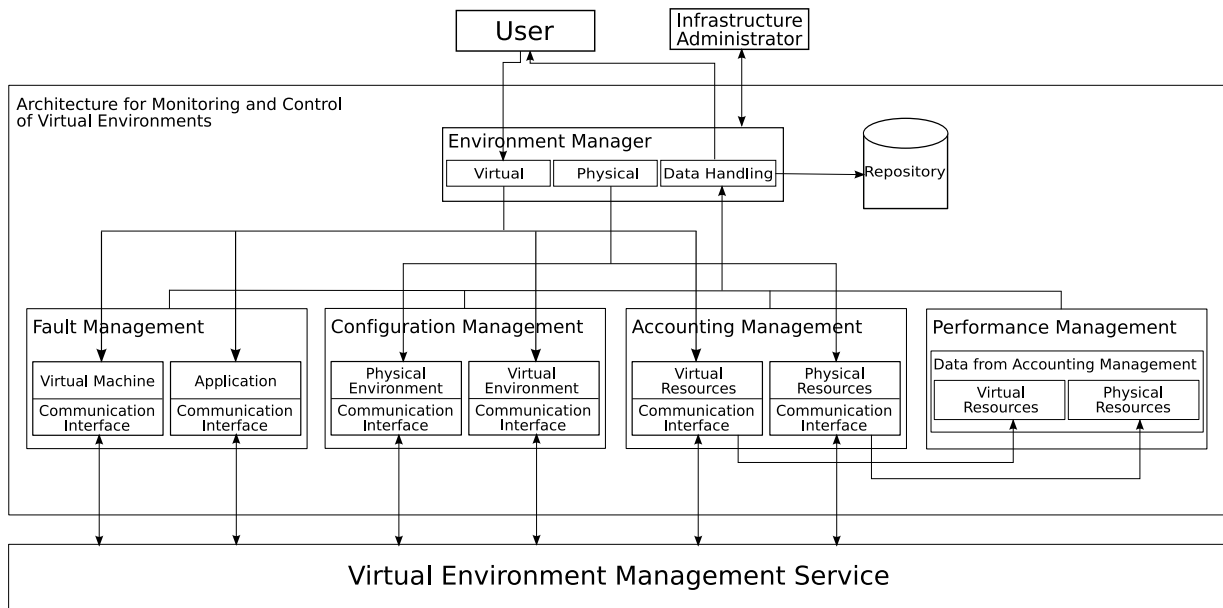 User
Infrastructure
Administrator
Architecture for Monitoring and Control
of Virtual Environments
Environment Manager
Virtual
Physical
Data Handling
Repository
Fault Management
Virtual Machine
Communication
Interface
Application
Communication
Interface
Configuration Management
Physical
Environment
Communication
Interface
Virtual
Environment
Communication
Interface
Accounting Management
Virtual
Resources
Communication
Interface
Physical
Resources
Communication
Interface
Performance Management
Data from Accounting Management
Virtual
Resources
Physical
Resources
Virtual Environment Management Service